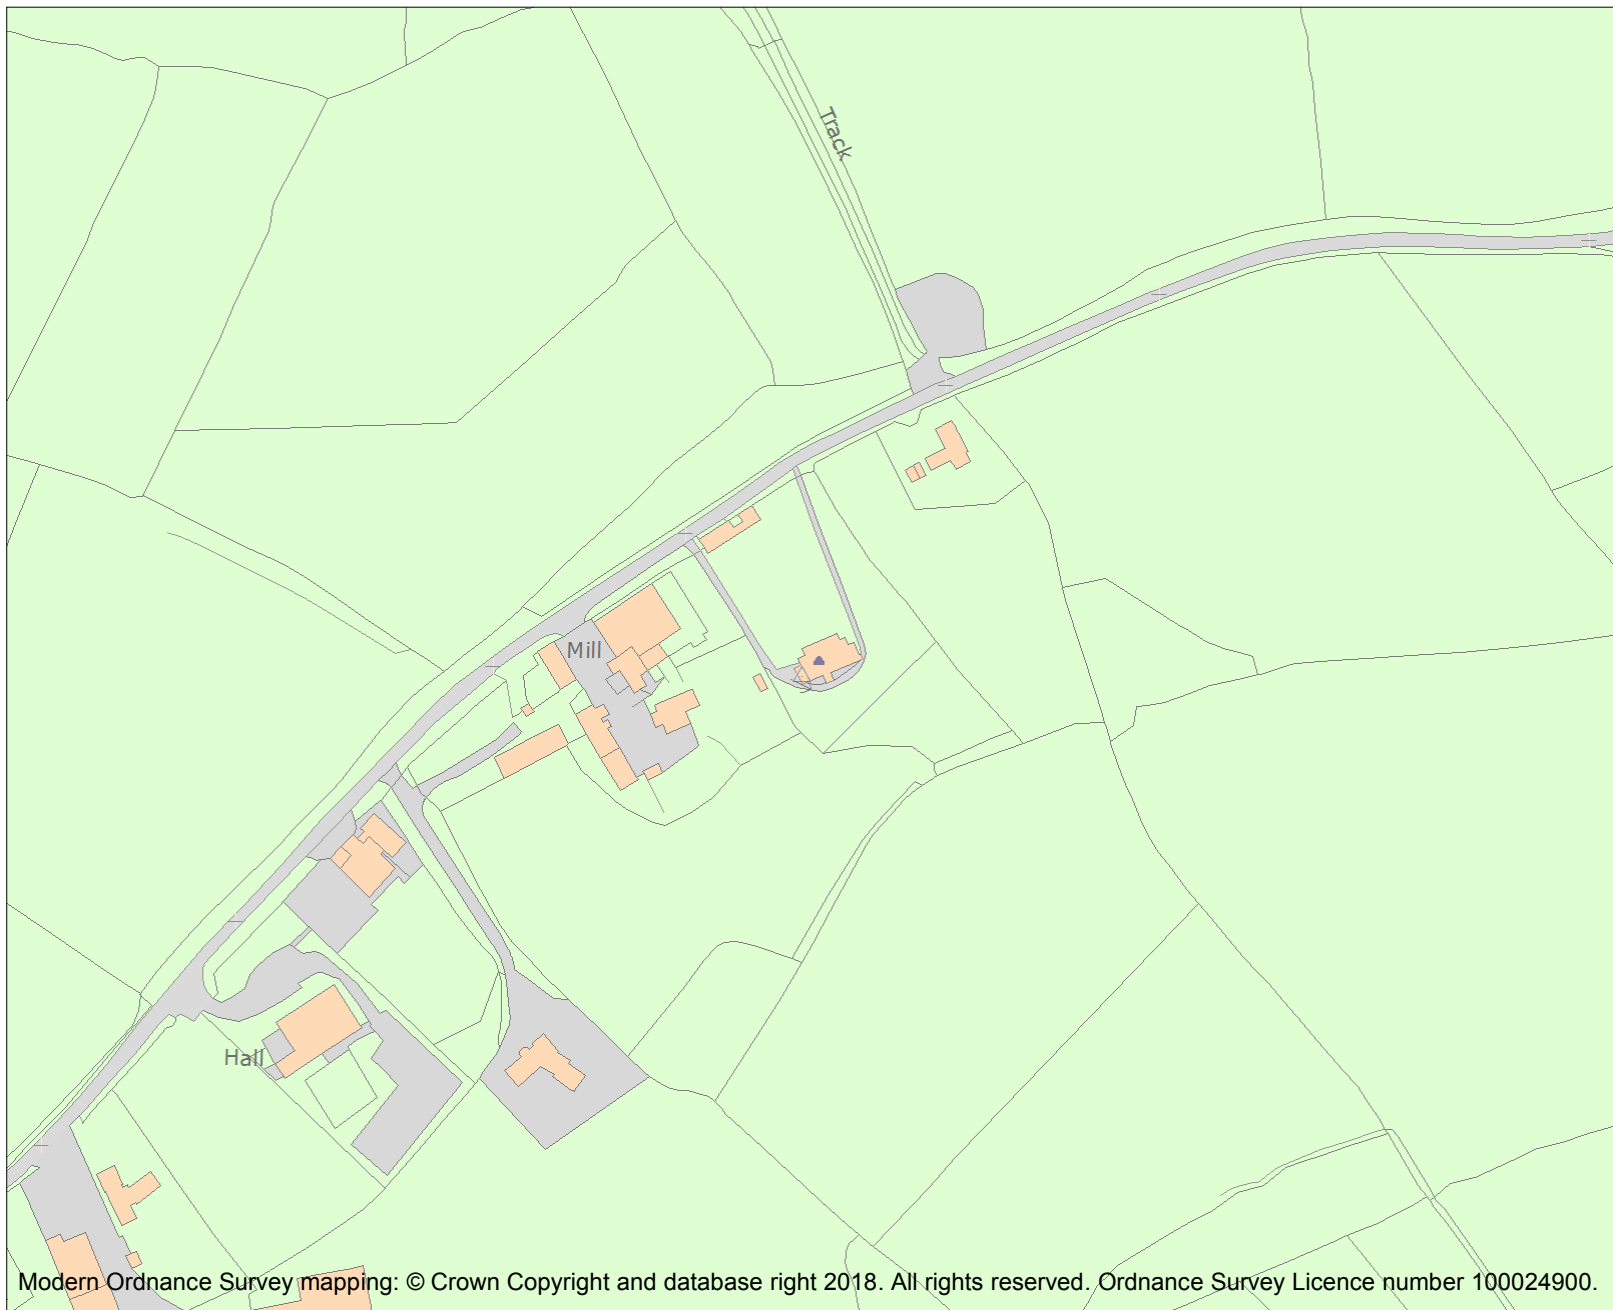 Track
Mill
Hall
Modern Ordnance Survey mapping: © Crown Copyright and database right 2018. All rights reserved. Ordnance Survey Licence number 100024900.